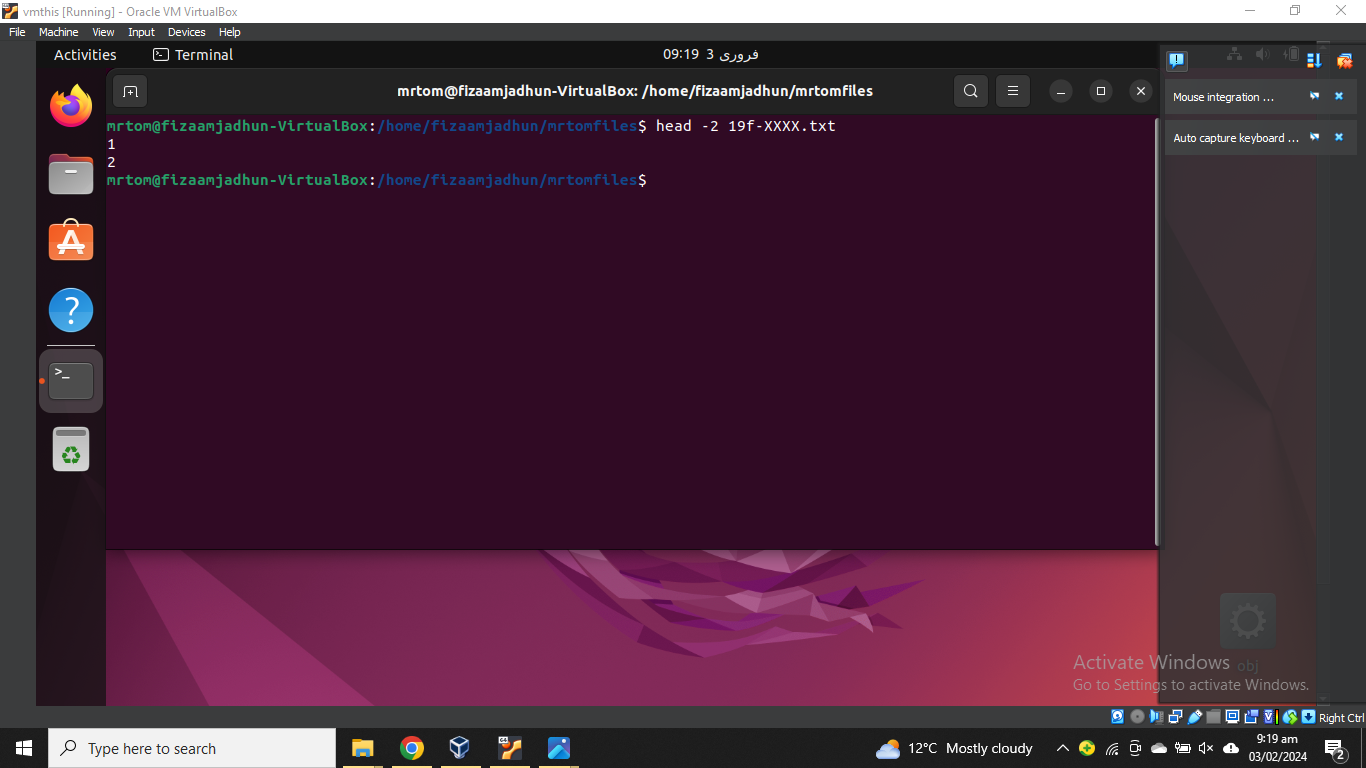 vmthis [Running] - Oracle VM VirtualBox
File Machine View Input Devices Help
Activities Terminal 09:19 3 فروری
mrtom@fizaamjadhun-VirtualBox: /home/fizaamjadhun/mrtomfiles
mrtom@fizaamjadhun-VirtualBox:/home/fizaamjadhun/mrtomfiles$ head -2 19f-XXXX.txt
1
2
mrtom@fizaamjadhun-VirtualBox:/home/fizaamjadhun/mrtomfiles$
Mouse integration ...
Auto capture keyboard ...
obj
Activate Windows
Go to Settings to activate Windows.
Right Ctrl
Type here to search
12°C Mostly cloudy
9:19 am
03/02/2024
2